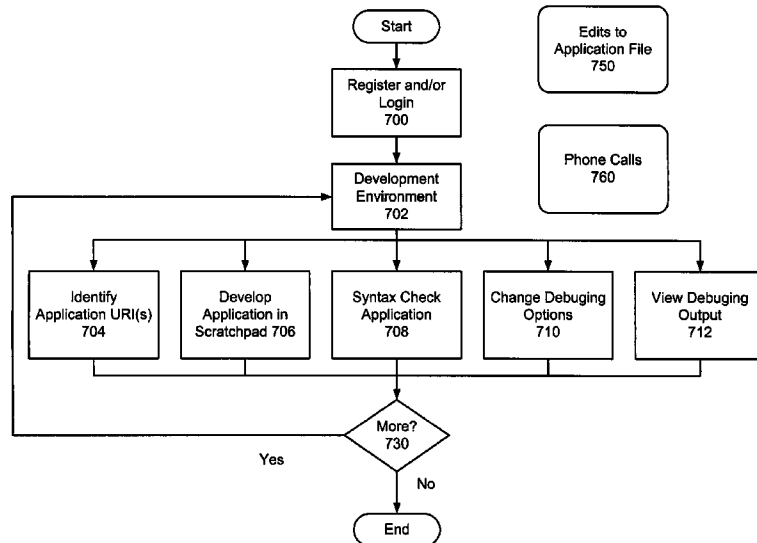 Start
Edits to
Application File
750
Register and/or
Login
700
Phone Calls
760
Development
Environment
702
Identify
Application URI(s)
704
Develop
Application in
Scratchpad 706
Syntax Check
Application
708
Change Debuging
Options
710
View Debuging
Output
712
More?
730
Yes
No
End